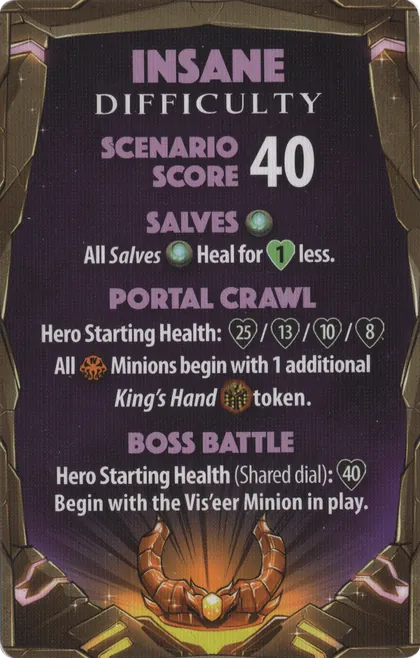 INSANE
DIFFICULTY
SCENARIO
SCORE 40
SALVES
All Salves Heal for 1 less.
PORTAL CRAWL
Hero Starting Health: 25 / 13 / 10 / 8
All Minions begin with 1 additional
King's Hand token.
BOSS BATTLE
Hero Starting Health (Shared dial): 40
Begin with the Vis'eer Minion in play.